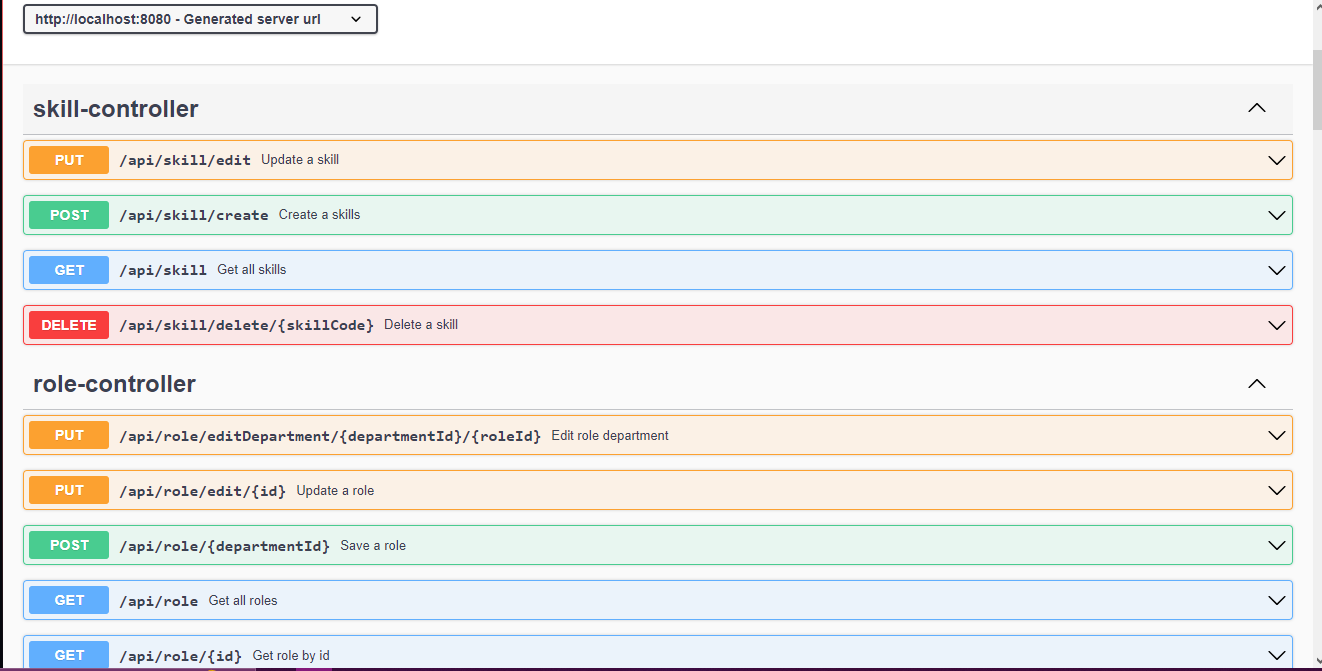 http://localhost:8080 - Generated server url
skill-controller
PUT /api/skill/edit Update a skill
POST /api/skill/create Create a skills
GET /api/skill Get all skills
DELETE /api/skill/delete/{skillCode} Delete a skill
role-controller
PUT /api/role/editDepartment/{departmentId}/{roleId} Edit role department
PUT /api/role/edit/{id} Update a role
POST /api/role/{departmentId} Save a role
GET /api/role Get all roles
GET /api/role/{id} Get role by id